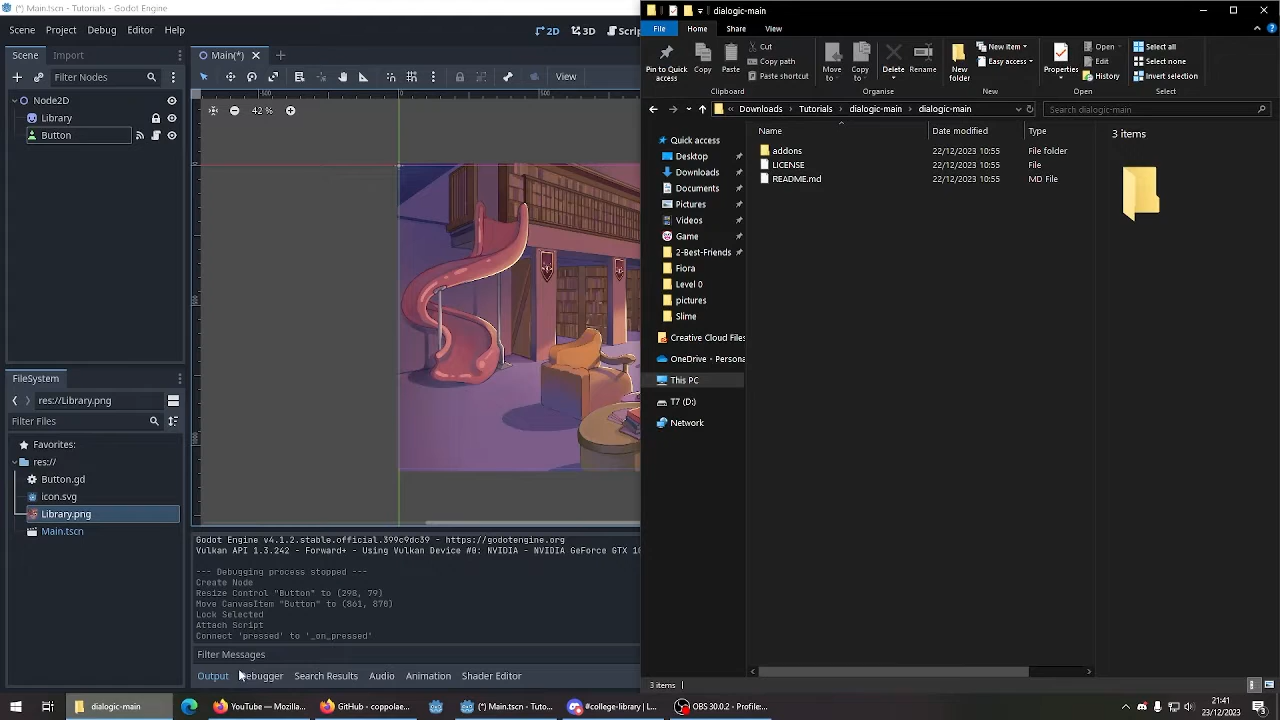 (*) Main.tscn - Tutorials - Godot Engine
Scene Project Debug Editor Help
2D 3D Scrip
Scene Import
Main(*)
Filter Nodes
View
Node2D
Library
Button
-500 0 500
42 %
0
500
1000
FileSystem
res://Library.png
Filter Files
Favorites:
res://
Button.gd
icon.svg
Library.png
Main.tscn
Godot Engine v4.1.2.stable.official.399c9dc39 - https://godotengine.org
Vulkan API 1.3.242 - Forward+ - Using Vulkan Device #0: NVIDIA - NVIDIA GeForce GTX 10
--- Debugging process stopped ---
Create Node
Resize Control "Button" to (298, 79)
Move CanvasItem "Button" to (861, 870)
Lock Selected
Attach Script
Connect 'pressed' to '_on_pressed'
Filter Messages
Output Debugger Search Results Audio Animation Shader Editor
dialogic-main
File Home Share View
Pin to Quick access
Copy
Paste
Cut
Copy path
Paste shortcut
Clipboard
Move to
Copy to
Delete
Rename
Organise
New folder
New item
Easy access
New
Properties
Open
Edit
History
Open
Select all
Select none
Invert selection
Select
Downloads Tutorials dialogic-main dialogic-main
Search dialogic-main
Quick access
Desktop
Downloads
Documents
Pictures
Videos
Game
2-Best-Friends
Fiora
Level 0
pictures
Slime
Creative Cloud Files
OneDrive - Persona
This PC
T7 (D:)
Network
Name Date modified Type
addons 22/12/2023 10:55 File folder
LICENSE 22/12/2023 10:55 File
README.md 22/12/2023 10:55 MD File
3 items
3 items
dialogic-main
YouTube — Mozilla...
GitHub - coppolae...
(*) Main.tscn - Tuto...
#college-library | L...
OBS 30.0.2 - Profile...
21:41
23/12/2023